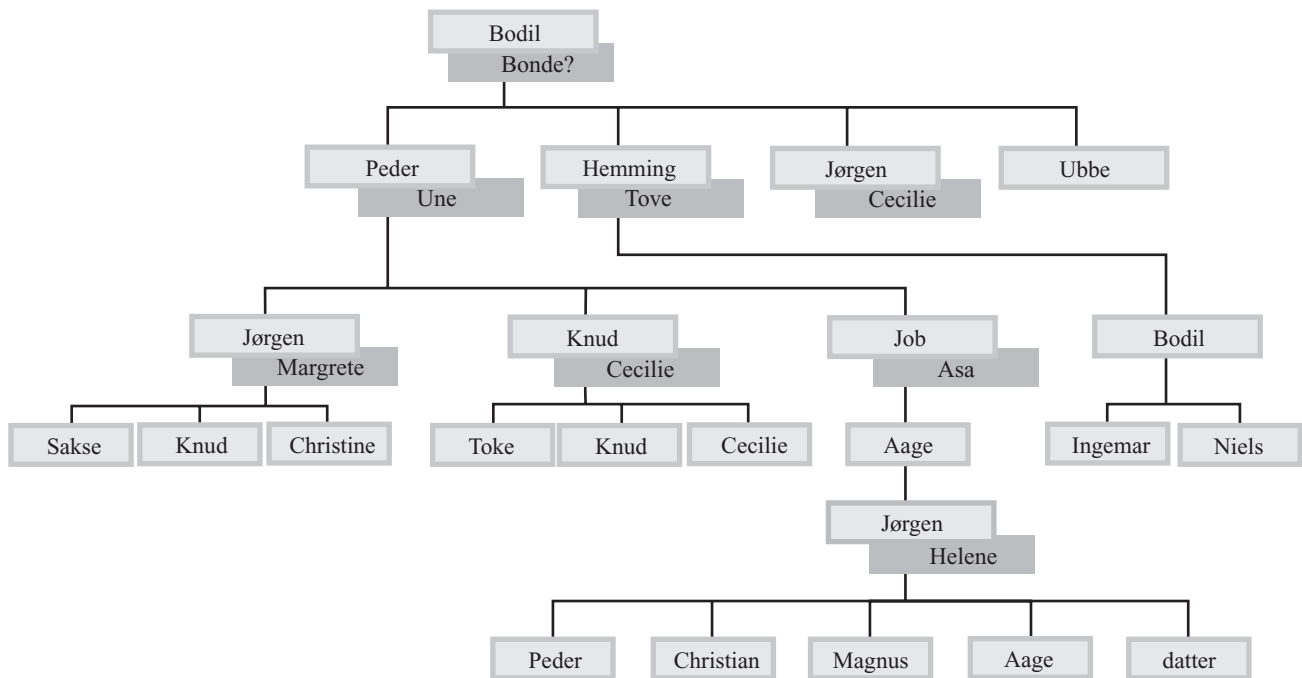 Bodil
Bonde?
Peder
Une
Hemming
Tove
Jørgen
Cecilie
Ubbe
Jørgen
Margrete
Knud
Cecilie
Job
Asa
Bodil
Sakse
Knud
Christine
Toke
Knud
Cecilie
Aage
Ingemar
Niels
Jørgen
Helene
Peder
Christian
Magnus
Aage
datter